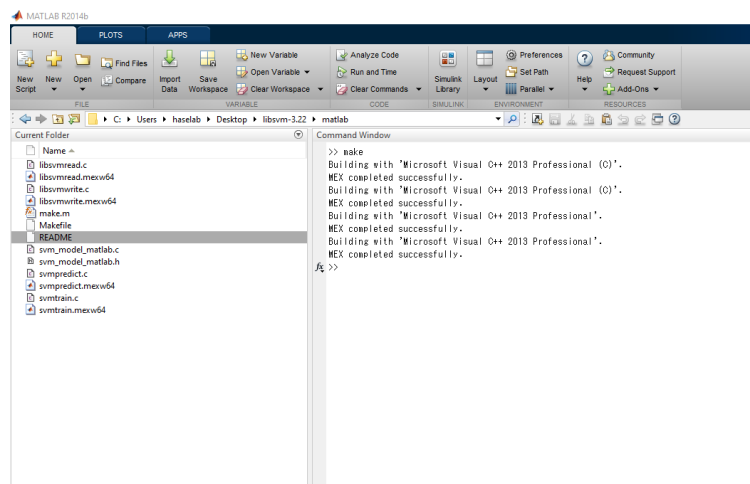 MATLAB R2014b
HOME PLOTS APPS
New Script
New
Open
Find Files
Compare
Import Data
Save Workspace
New Variable
Open Variable
Clear Workspace
Analyze Code
Run and Time
Clear Commands
Simulink Library
Layout
Preferences
Set Path
Parallel
Help
Community
Request Support
Add-Ons
FILE VARIABLE CODE SIMULINK ENVIRONMENT RESOURCES
C: Users haselab Desktop libsvm-3.22 matlab
Current Folder
Name
libsvmread.c
libsvmread.mexw64
libsvmwrite.c
libsvmwrite.mexw64
make.m
Makefile
README
svm_model_matlab.c
svm_model_matlab.h
svmpredict.c
svmpredict.mexw64
svmtrain.c
svmtrain.mexw64
Command Window
>> make
Building with 'Microsoft Visual C++ 2013 Professional (C)'.
MEX completed successfully.
Building with 'Microsoft Visual C++ 2013 Professional (C)'.
MEX completed successfully.
Building with 'Microsoft Visual C++ 2013 Professional'.
MEX completed successfully.
Building with 'Microsoft Visual C++ 2013 Professional'.
MEX completed successfully.
fx >>